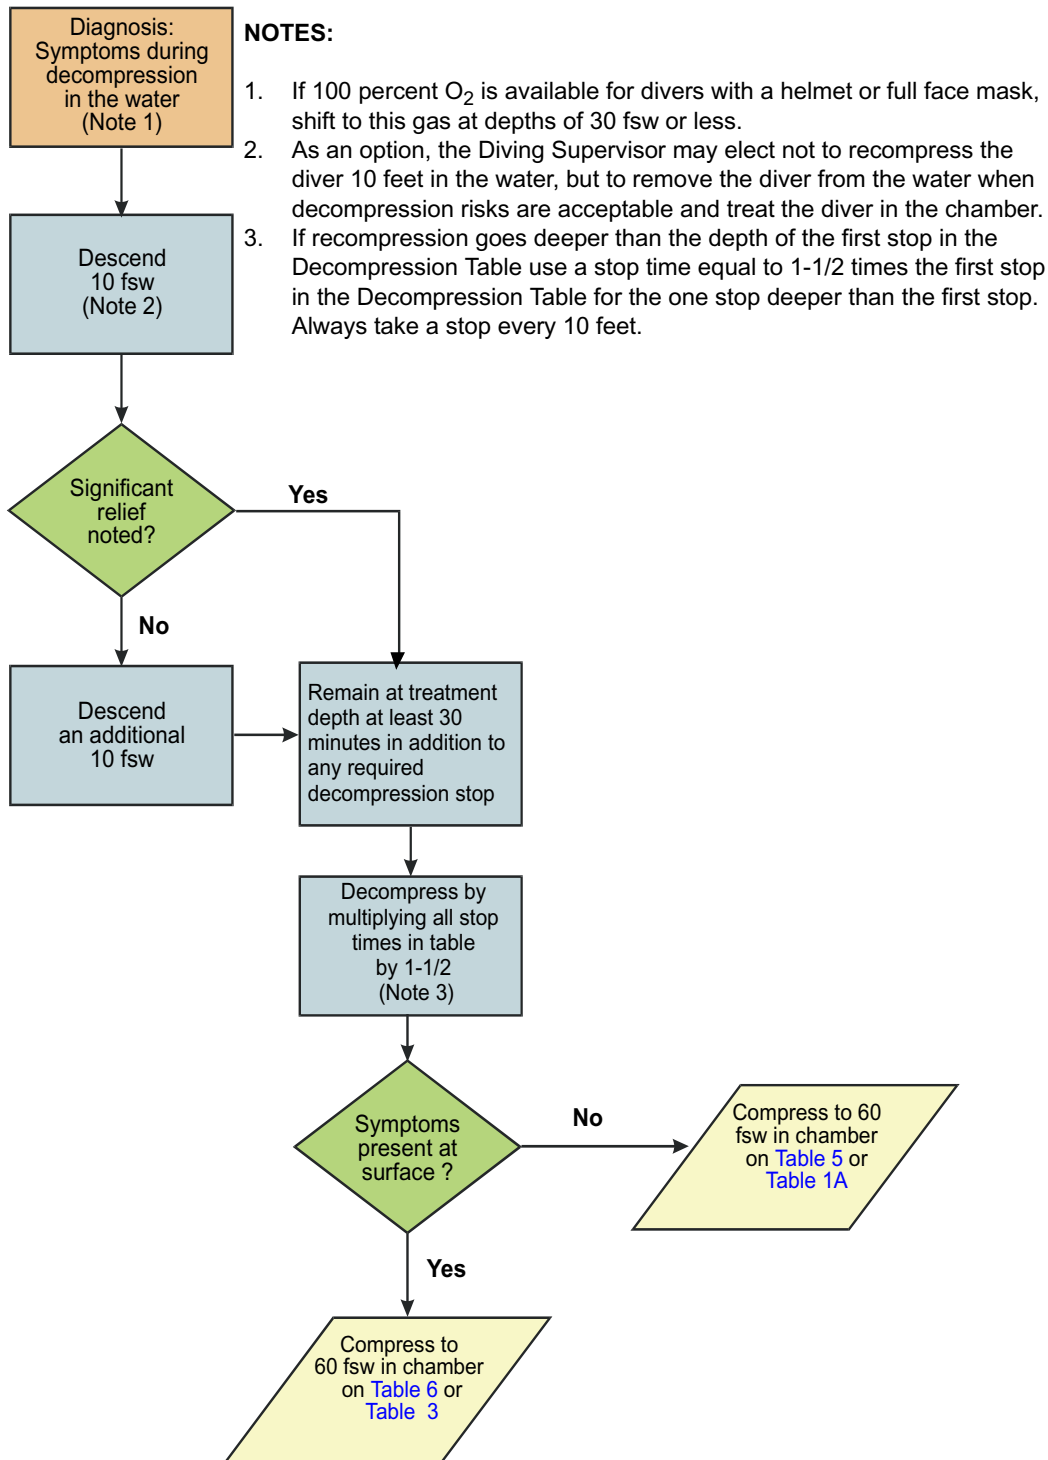 Diagnosis:
Symptoms during
decompression
in the water
(Note 1)
NOTES:
1. If 100 percent O2 is available for divers with a helmet or full face mask,
shift to this gas at depths of 30 fsw or less.
2. As an option, the Diving Supervisor may elect not to recompress the
diver 10 feet in the water, but to remove the diver from the water when
decompression risks are acceptable and treat the diver in the chamber.
3. If recompression goes deeper than the depth of the first stop in the
Decompression Table use a stop time equal to 1-1/2 times the first stop
in the Decompression Table for the one stop deeper than the first stop.
Always take a stop every 10 feet.
Descend
10 fsw
(Note 2)
Significant
relief
noted?
Yes
No
Descend
an additional
10 fsw
Remain at treatment
depth at least 30
minutes in addition to
any required
decompression stop
Decompress by
multiplying all stop
times in table
by 1-1/2
(Note 3)
Symptoms
present at
surface ?
No
Compress to 60
fsw in chamber
on Table 5 or
Table 1A
Yes
Compress to
60 fsw in chamber
on Table 6 or
Table 3